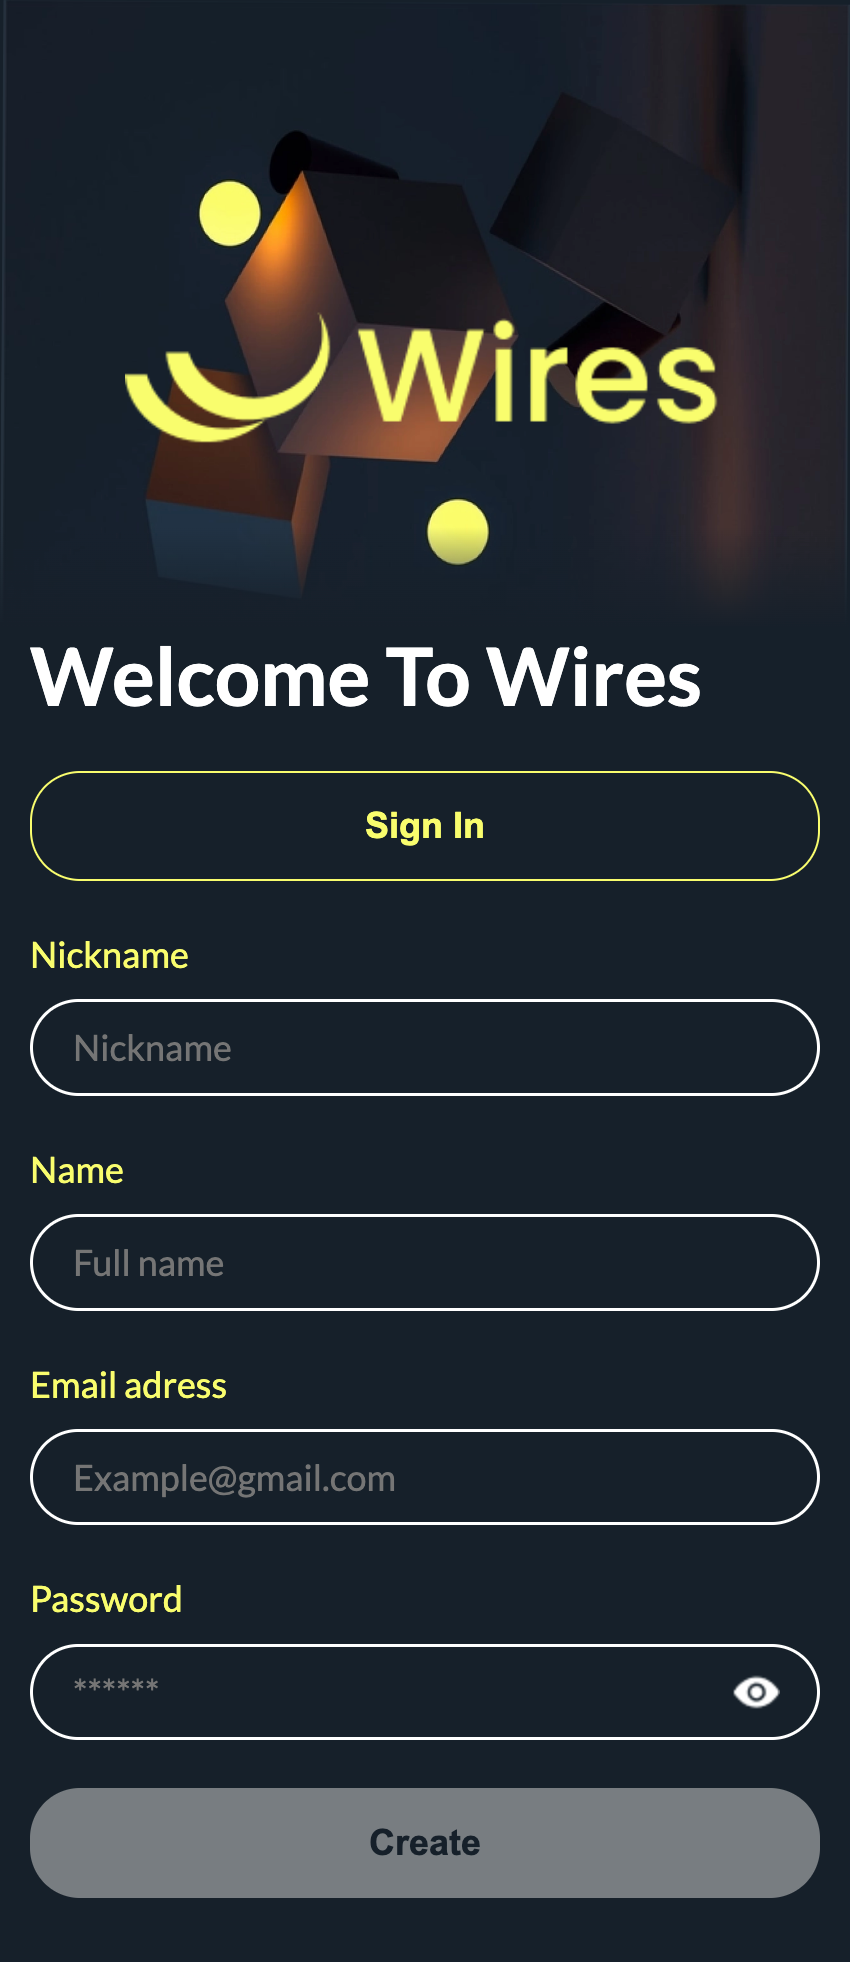 Wires
Welcome To Wires
Sign In
Nickname
Nickname
Name
Full name
Email adress
Example@gmail.com
Password
******
Create